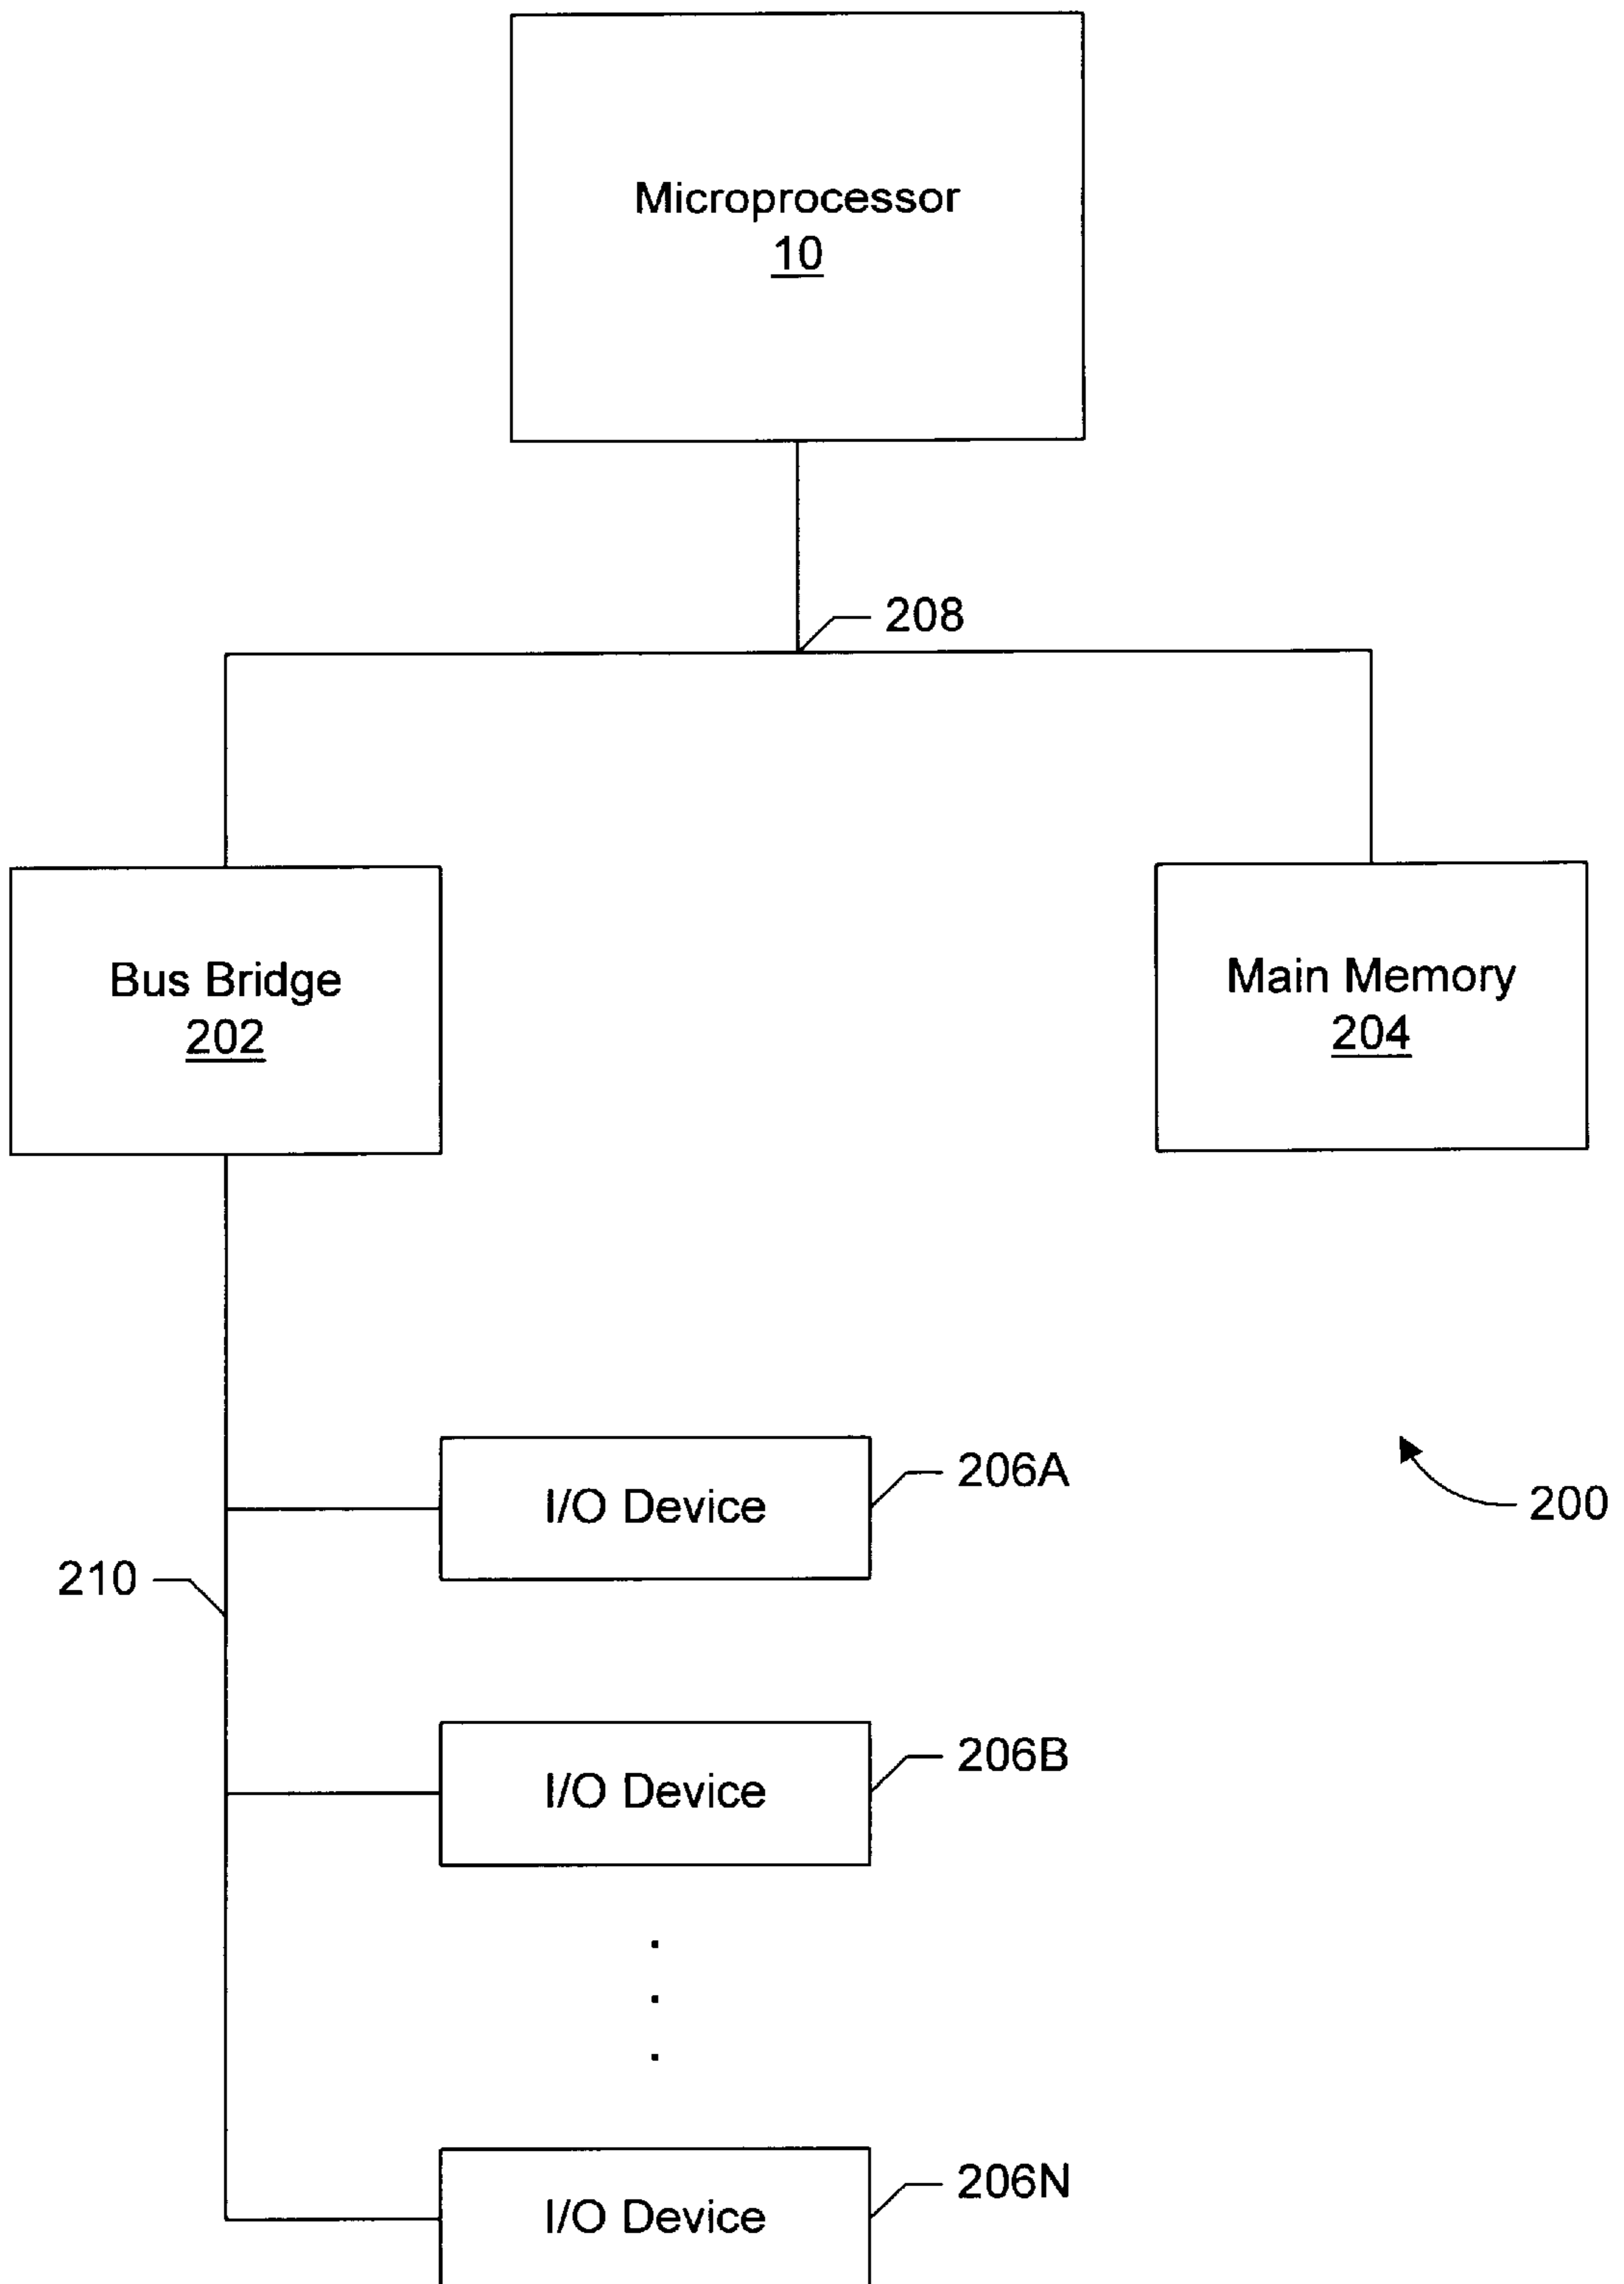 Microprocessor
10
208
Bus Bridge
202
Main Memory
204
206A
I/O Device
200
210
206B
I/O Device
.
.
.
206N
I/O Device